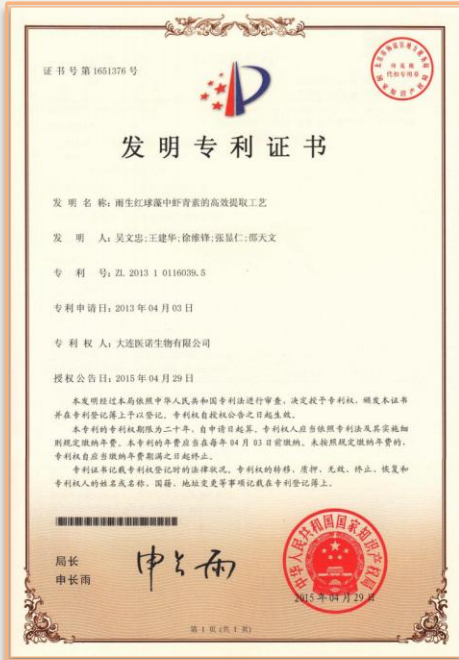 证书号第1651376号
发明专利证书
发明名称: 雨生红球藻中虾青素的高效提取工艺
发明人: 吴文忠;王建华;徐维锋;张显仁;邵天文
专利号: ZL 2013 1 0116039.5
专利申请日: 2013年04月03日
专利权人: 大连医诺生物有限公司
授权公告日: 2015年04月29日
本发明经过本局依照中华人民共和国专利法进行审查,决定授予专利权,颁发本证书
并在专利登记簿上予以登记。专利权自授权公告之日起生效。
本专利的专利权期限为二十年,自申请日起算。专利权人应当依照专利法及其实施细
则规定缴纳年费。本专利的年费应当在每年04月03日前缴纳。未按照规定缴纳年费的,
专利权自应当缴纳年费期满之日起终止。
专利证书记载专利权登记时的法律状况。专利权的转移、质押、无效、终止、恢复和
专利权人的姓名或名称、国籍、地址变更等事项记载在专利登记簿上。
局长
申长雨
申长雨
中华人民共和国国家知识产权局
2015年04月29日
第1页(共1页)